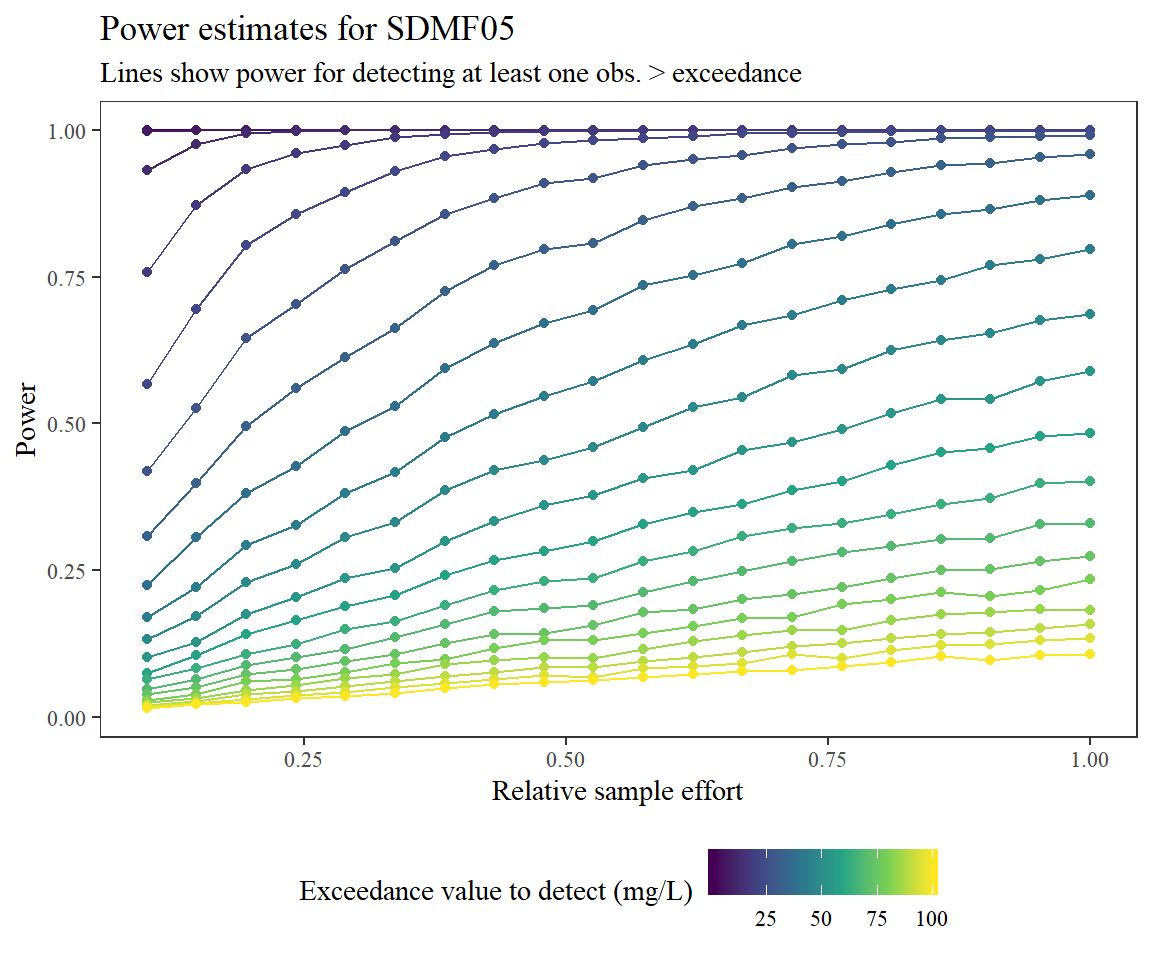 Power estimates for SDMF05
Lines show power for detecting at least one obs. > exceedance
1.00
0.75
0.50
0.25
0.00
Power
0.25 0.50 0.75 1.00
Relative sample effort
Exceedance value to detect (mg/L)
25 50 75 100